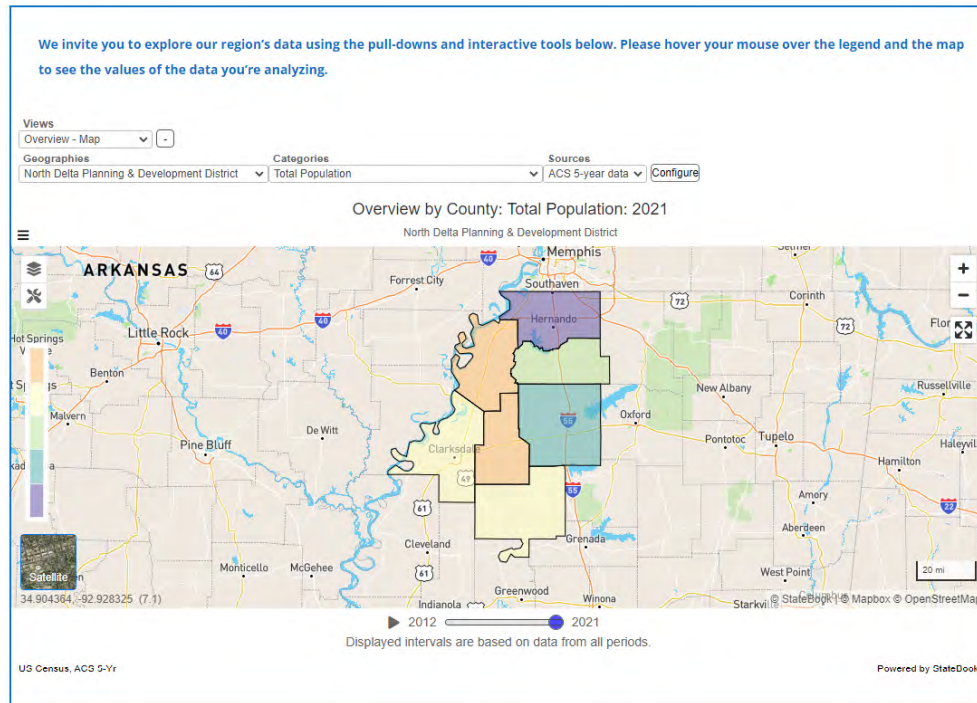 We invite you to explore our region's data using the pull-downs and interactive tools below. Please hover your mouse over the legend and the map
to see the values of the data you're analyzing.
Views
Overview - Map
-
Geographies Categories Sources
North Delta Planning & Development District Total Population ACS 5-year data Configure
Overview by County: Total Population: 2021
North Delta Planning & Development District
40 Memphis
ARKANSAS 64
+
Forrest City Southaven
−
72 Corinth
Hernando
40 40 72
Little Rock
Hot Springs
Benton
New Albany Russellville
Malvern De Witt 55 Oxford
Pine Bluff Pontotoc Tupelo
Clarksdale
Hamilton
49
55
61 Amory
22
Aberdeen
Cleveland Grenada
Satellite Monticello McGehee 61 West Point 20 mi
Greenwood
34.904364, -92.928325 (7.1) Indianola Winona © StateBook | © Mapbox © OpenStreetMap
2012 2021
Displayed intervals are based on data from all periods.
US Census, ACS 5-Yr Powered by StateBook